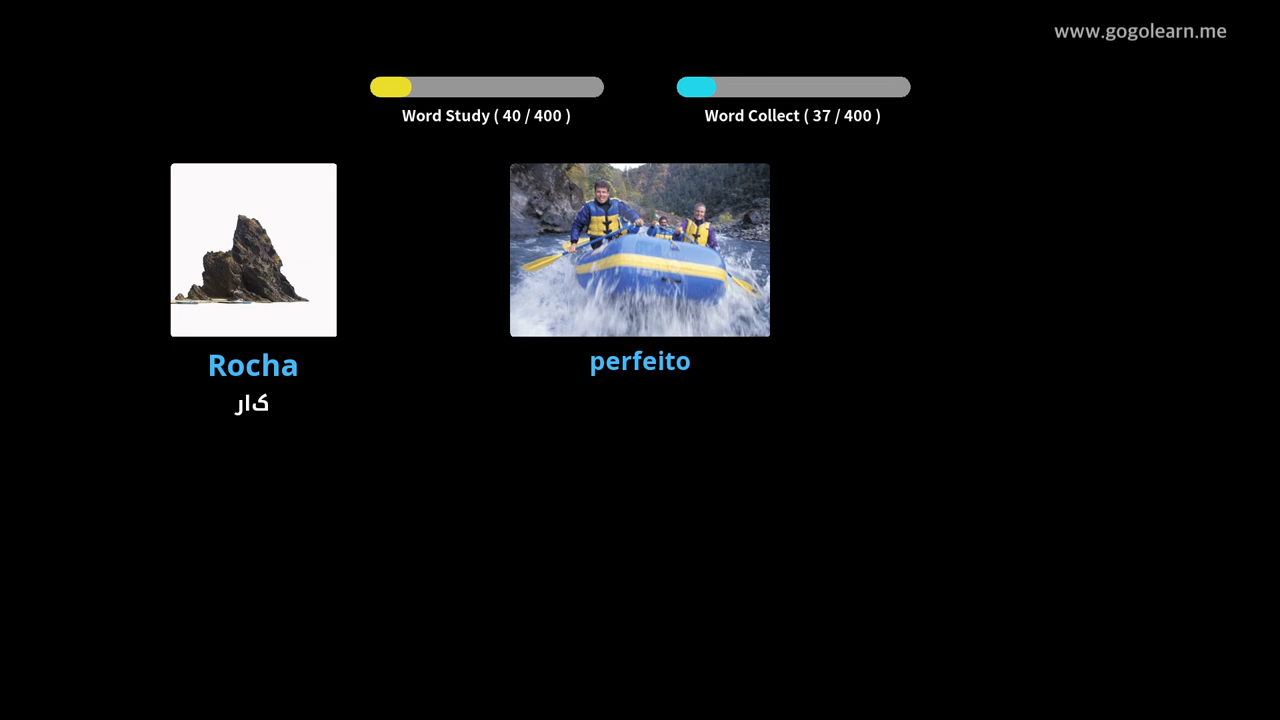 www.gogolearn.me
Word Study ( 40 / 400 )
Word Collect ( 37 / 400 )
Rocha
perfeito
کار